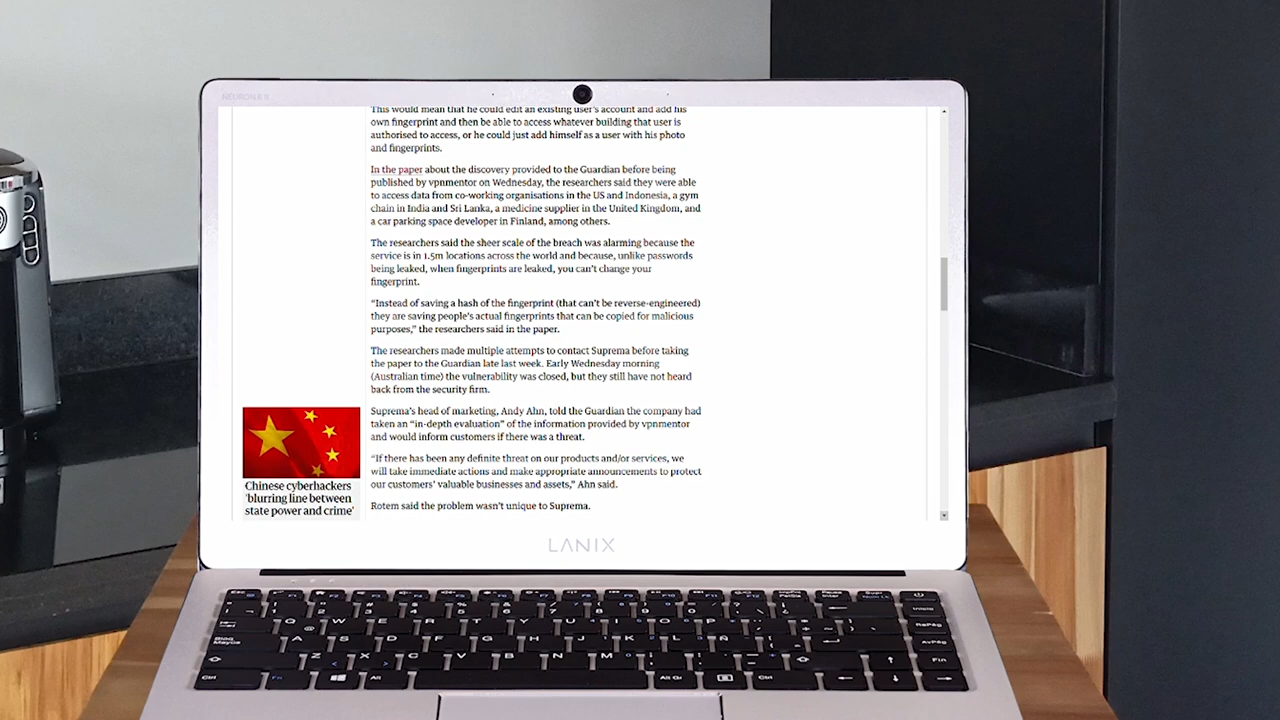 NEURON A II
This would mean that he could edit an existing user's account and add his
own fingerprint and then be able to access whatever building that user is
authorised to access, or he could just add himself as a user with his photo
and fingerprints.
In the paper about the discovery provided to the Guardian before being
published by vpnmentor on Wednesday, the researchers said they were able
to access data from co-working organisations in the US and Indonesia, a gym
chain in India and Sri Lanka, a medicine supplier in the United Kingdom, and
a car parking space developer in Finland, among others.
The researchers said the sheer scale of the breach was alarming because the
service is in 1.5m locations across the world and because, unlike passwords
being leaked, when fingerprints are leaked, you can't change your
fingerprint.
“Instead of saving a hash of the fingerprint (that can't be reverse-engineered)
they are saving people's actual fingerprints that can be copied for malicious
purposes,” the researchers said in the paper.
The researchers made multiple attempts to contact Suprema before taking
the paper to the Guardian late last week. Early Wednesday morning
(Australian time) the vulnerability was closed, but they still have not heard
back from the security firm.
Suprema's head of marketing, Andy Ahn, told the Guardian the company had
taken an “in-depth evaluation” of the information provided by vpnmentor
and would inform customers if there was a threat.
“If there has been any definite threat on our products and/or services, we
will take immediate actions and make appropriate announcements to protect
our customers' valuable businesses and assets,” Ahn said.
Rotem said the problem wasn't unique to Suprema.
Chinese cyberhackers
'blurring line between
state power and crime'
LANIX
Q W E R T Y U I O P
Bloq
Mayús A S D F G H J K L Ñ
Z X C V B N M
Ctrl Fn Alt Alt Gr Ctrl
Inicio
RePág
AvPág
Fin